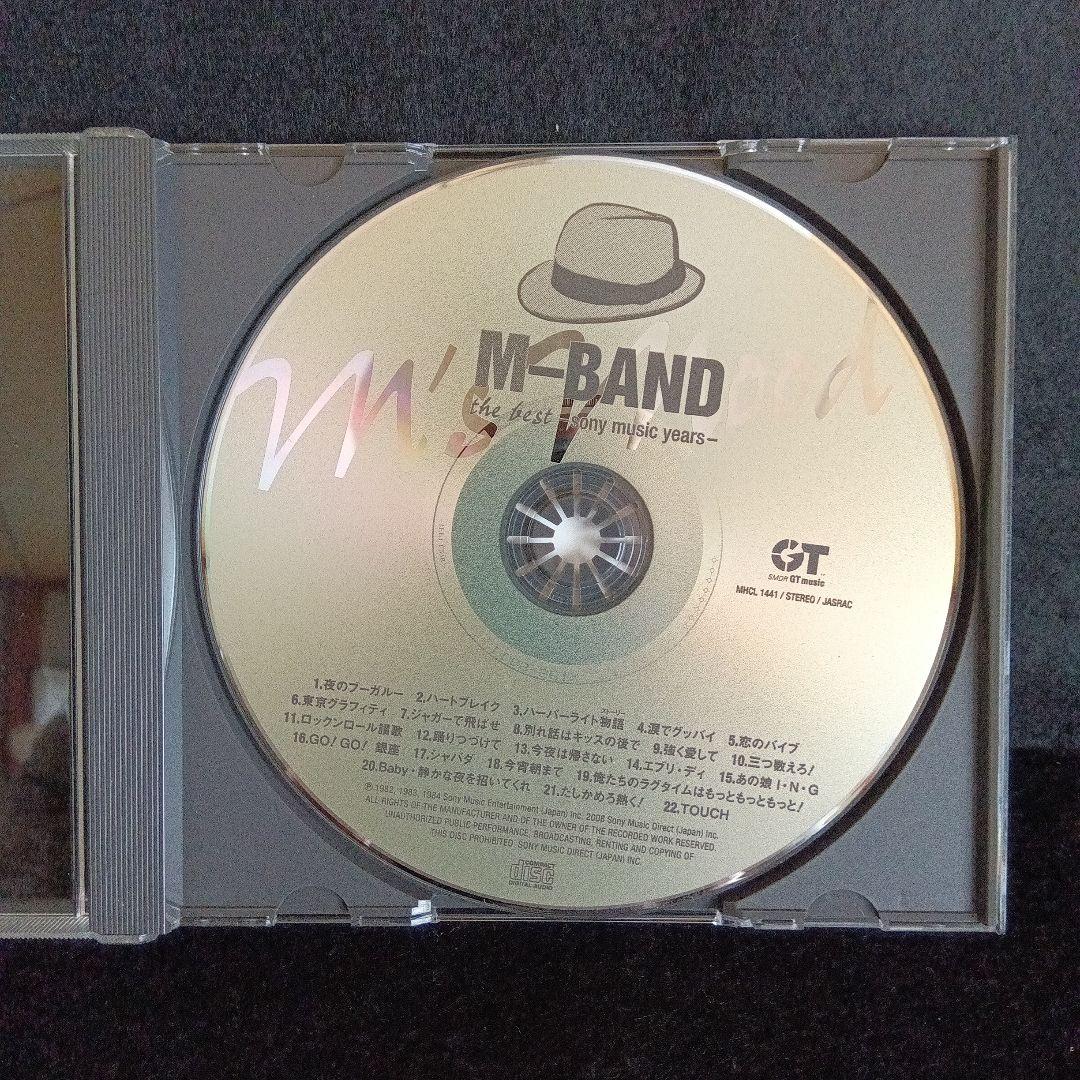 M-BAND
the best -sony music years-
M's Mood
GT
SMDR GT music
MHCL 1441 / STEREO / JASRAC
1.夜のブーガルー 2.ハートブレイク 3.ハーバーライト物語(ストーリー) 4.涙でグッバイ 5.恋のバイブ
6.東京グラフィティ 7.ジャガーで飛ばせ 8.別れ話はキッスの後で 9.強く愛して 10.三つ数えろ!
11.ロックンロール讃歌 12.踊りつづけて 13.今夜は帰さない 14.エブリ・デイ 15.あの娘 I・N・G
16.GO! GO! 銀座 17.シャバダ 18.今宵朝まで 19.俺たちのラグタイムはもっともっともっと!
20.Baby・静かな夜を招いてくれ 21.たしかめろ熱く! 22.TOUCH
Ⓟ1982, 1983, 1984 Sony Music Entertainment (Japan) Inc. 2008 Sony Music Direct (Japan) Inc.
ALL RIGHTS OF THE MANUFACTURER AND OF THE OWNER OF THE RECORDED WORK RESERVED.
UNAUTHORIZED PUBLIC PERFORMANCE, BROADCASTING, RENTING AND COPYING OF
THIS DISC PROHIBITED. SONY MUSIC DIRECT (JAPAN) INC.
COMPACT
disc
DIGITAL AUDIO